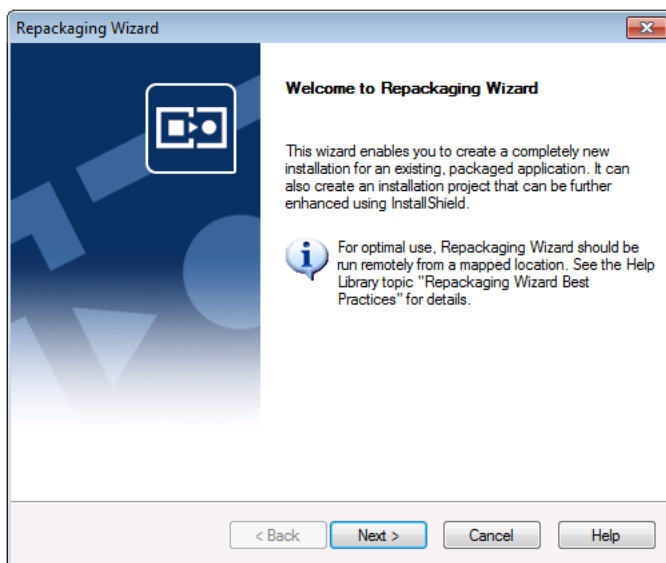 Repackaging Wizard
Welcome to Repackaging Wizard
This wizard enables you to create a completely new
installation for an existing, packaged application. It can
also create an installation project that can be further
enhanced using InstallShield.
For optimal use, Repackaging Wizard should be
run remotely from a mapped location. See the Help
Library topic "Repackaging Wizard Best
Practices" for details.
< Back Next > Cancel Help